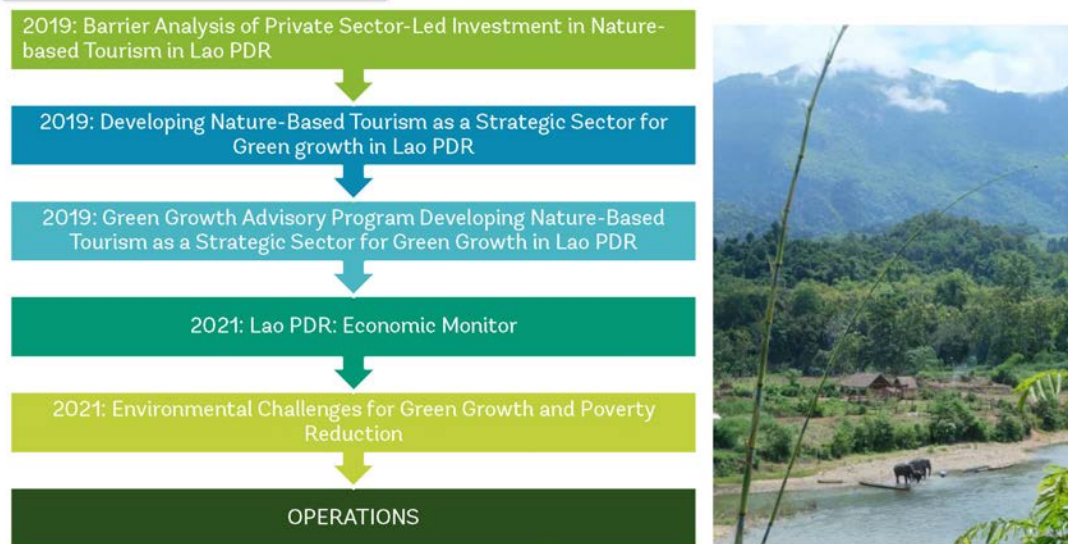 2019: Barrier Analysis of Private Sector-Led Investment in Nature-
based Tourism in Lao PDR
2019: Developing Nature-Based Tourism as a Strategic Sector for
Green growth in Lao PDR
2019: Green Growth Advisory Program Developing Nature-Based
Tourism as a Strategic Sector for Green Growth in Lao PDR
2021: Lao PDR: Economic Monitor
2021: Environmental Challenges for Green Growth and Poverty
Reduction
OPERATIONS